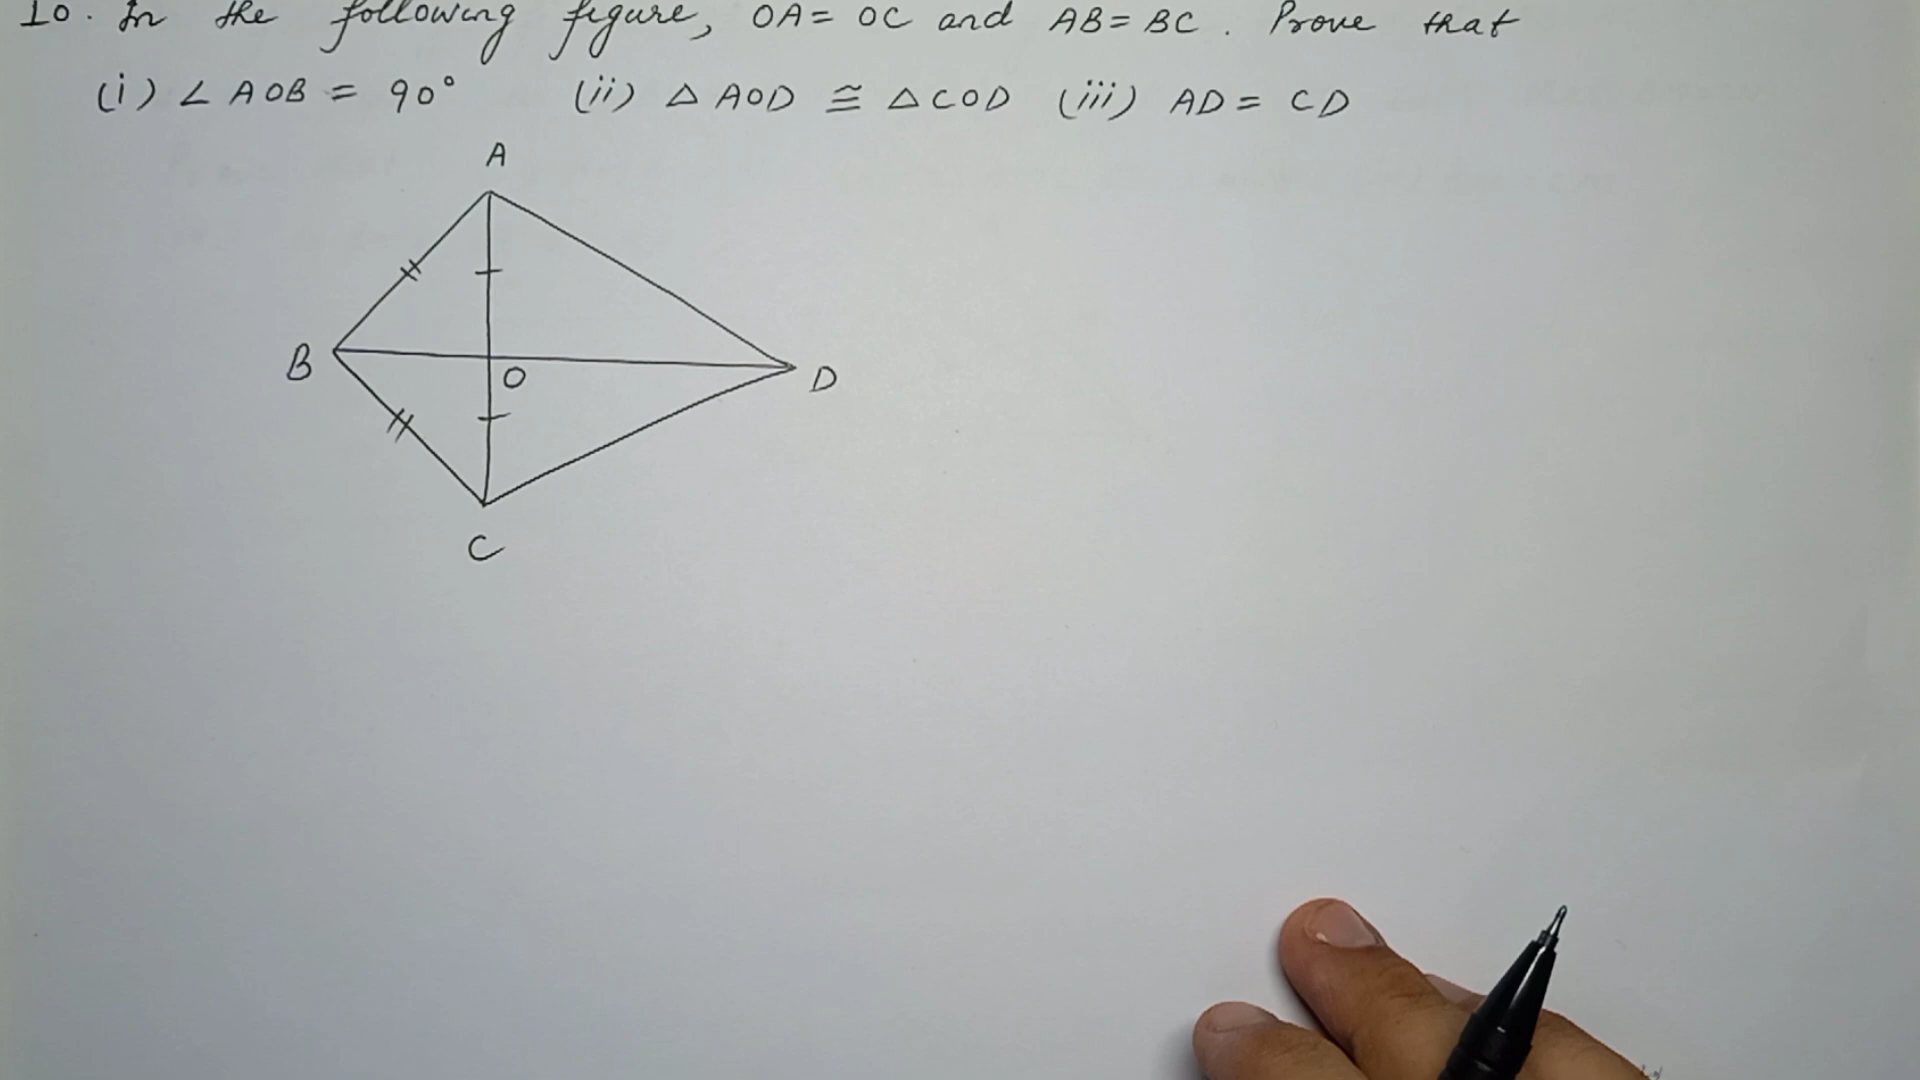 10. In the following figure, OA = OC and AB = BC. Prove that
(i) ∠AOB = 90° (ii) △AOD ≅ △COD (iii) AD = CD
A
B
O
D
C